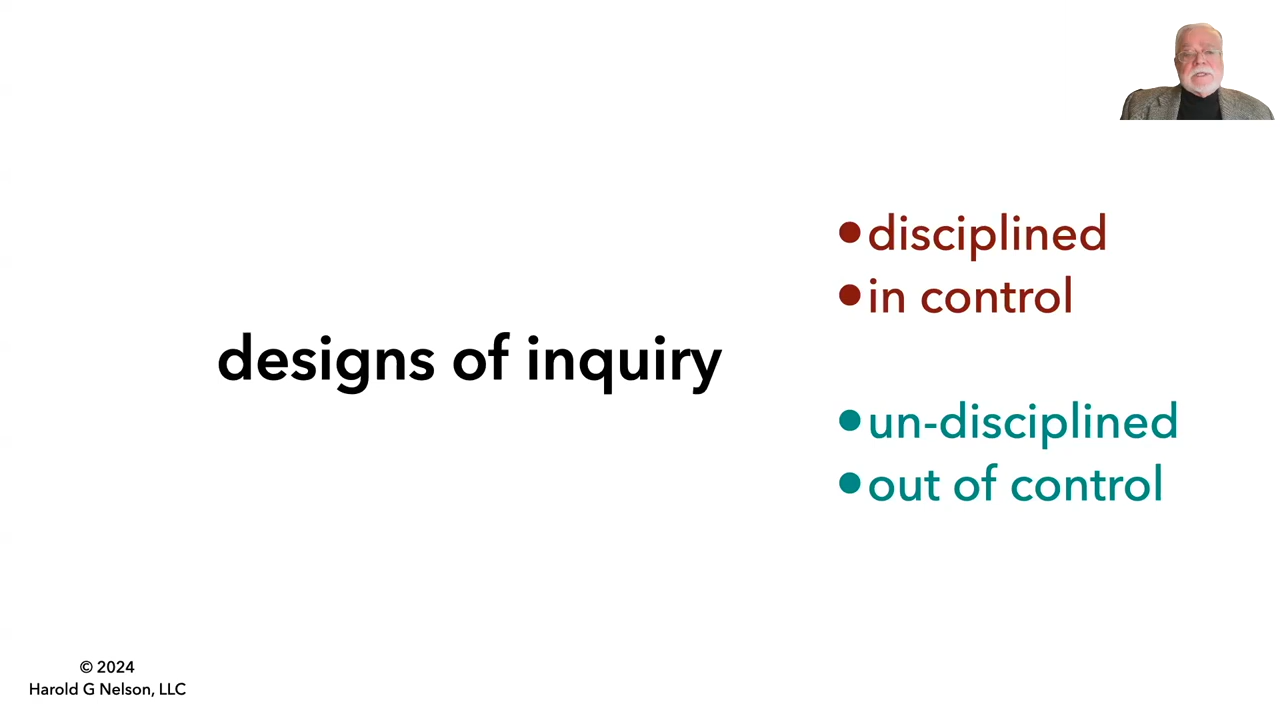 designs of inquiry
•disciplined
•in control
•un-disciplined
•out of control
© 2024
Harold G Nelson, LLC